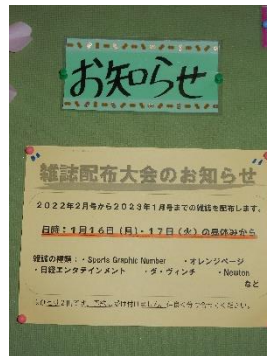 お知らせ
雑誌配布大会のお知らせ
2022年2月号から2023年1月号までの雑誌を配布します。
日時：1月16日（月）・17日（火）の昼休みから
雑誌の種類：・Sports Graphic Number ・オレンジページ
・日経エンタテインメント ・ダ・ヴィンチ ・Newton
など